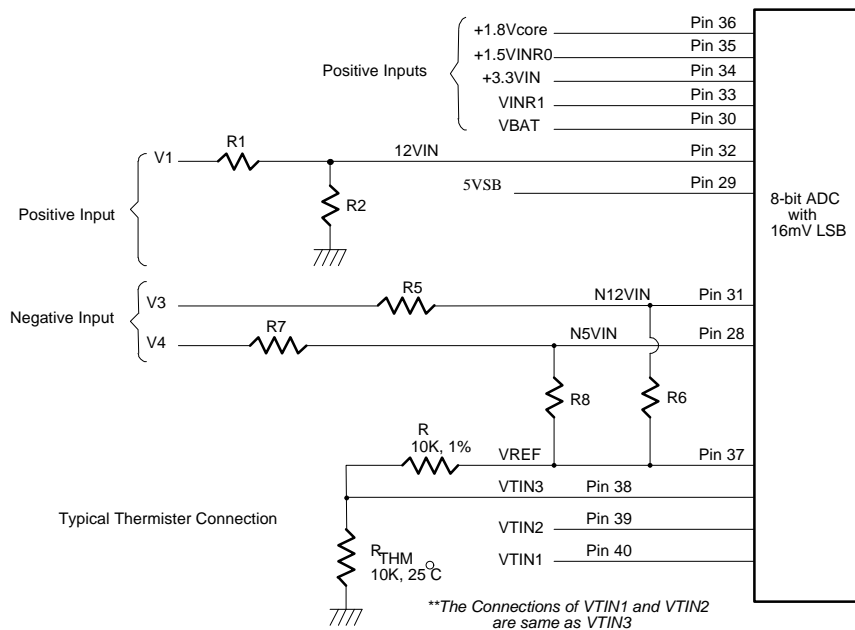 Positive Inputs
+1.8Vcore
Pin 36
+1.5VINR0
Pin 35
+3.3VIN
Pin 34
VINR1
Pin 33
VBAT
Pin 30
Positive Input
V1
R1
12VIN
Pin 32
R2
5VSB
Pin 29
8-bit ADC
with
16mV LSB
Negative Input
V3
R5
N12VIN
Pin 31
V4
R7
N5VIN
Pin 28
R8
R6
R
10K, 1%
VREF
Pin 37
VTIN3
Pin 38
Typical Thermister Connection
VTIN2
Pin 39
VTIN1
Pin 40
RTHM
10K, 25°C
**The Connections of VTIN1 and VTIN2
are same as VTIN3